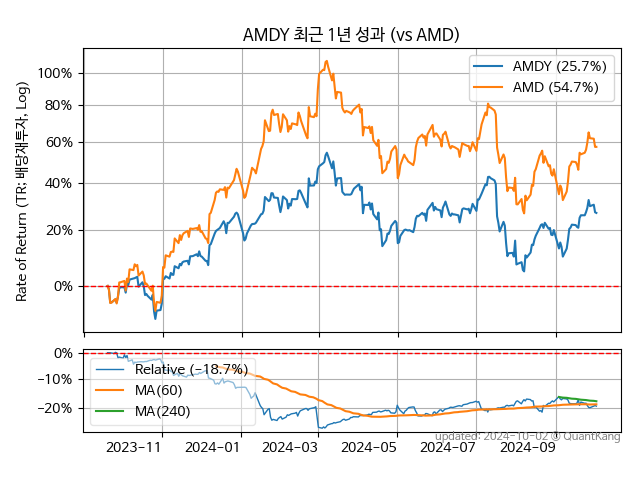 AMDY 최근 1년 성과 (vs AMD)
Rate of Return (TR: 배당재투자, Log)
100%
80%
60%
40%
20%
0%
AMDY (25.7%)
AMD (54.7%)
0%
−10%
−20%
Relative (−18.7%)
MA(60)
MA(240)
2023−11
2024−01
2024−03
2024−05
2024−07
2024−09
updated: 2024−10−02 © QuantKang